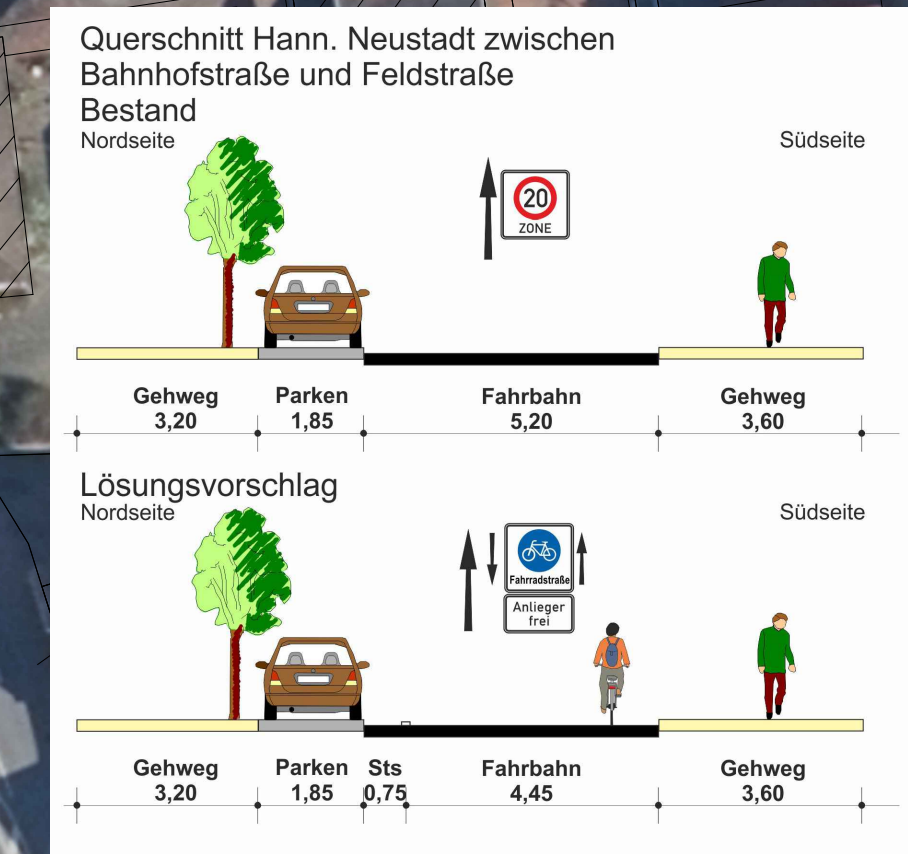 Querschnitt Hann. Neustadt zwischen
Bahnhofstraße und Feldstraße
Bestand
Nordseite
Südseite
20
ZONE
Gehweg
3,20
Parken
1,85
Fahrbahn
5,20
Gehweg
3,60
Lösungsvorschlag
Nordseite
Südseite
Fahrradstraße
Anlieger
frei
Gehweg
3,20
Parken
1,85
Sts
0,75
Fahrbahn
4,45
Gehweg
3,60